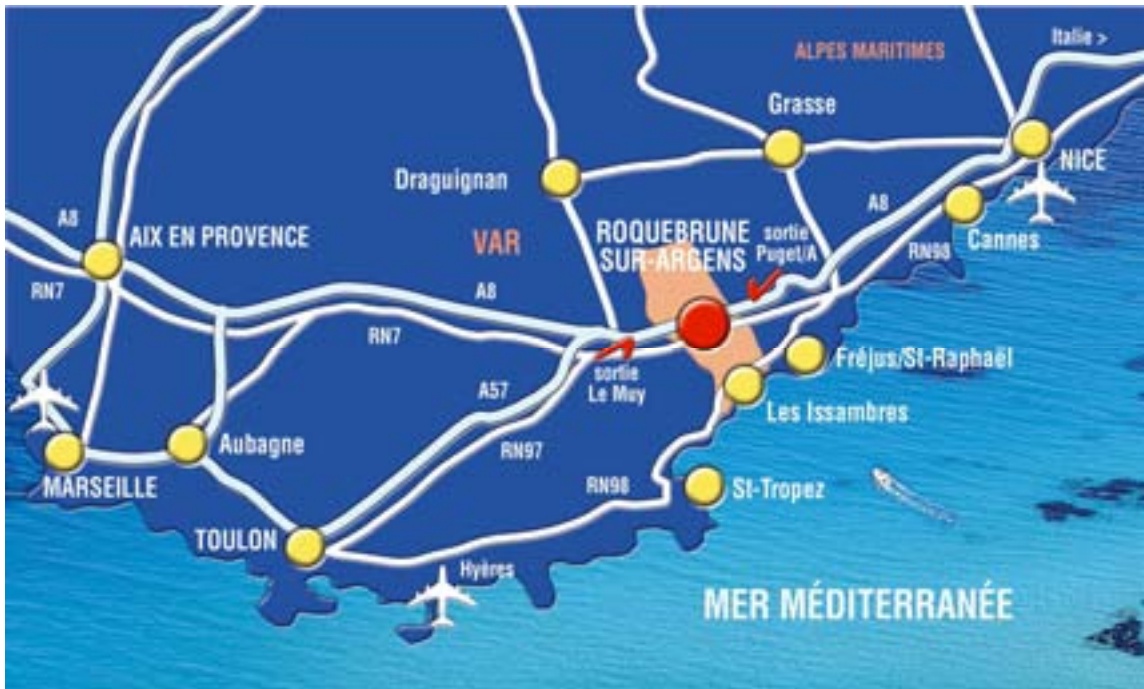 Italie >
ALPES MARITIMES
Grasse
NICE
Draguignan
A8
A8
Cannes
AIX EN PROVENCE
VAR
ROQUEBRUNE
SUR-ARGENS
sortie
Puget/A
RN98
RN7
A8
RN7
sortie
Le Muy
Fréjus/St-Raphaël
A57
Les Issambres
Aubagne
RN97
MARSEILLE
RN98
St-Tropez
TOULON
Hyères
MER MÉDITERRANÉE